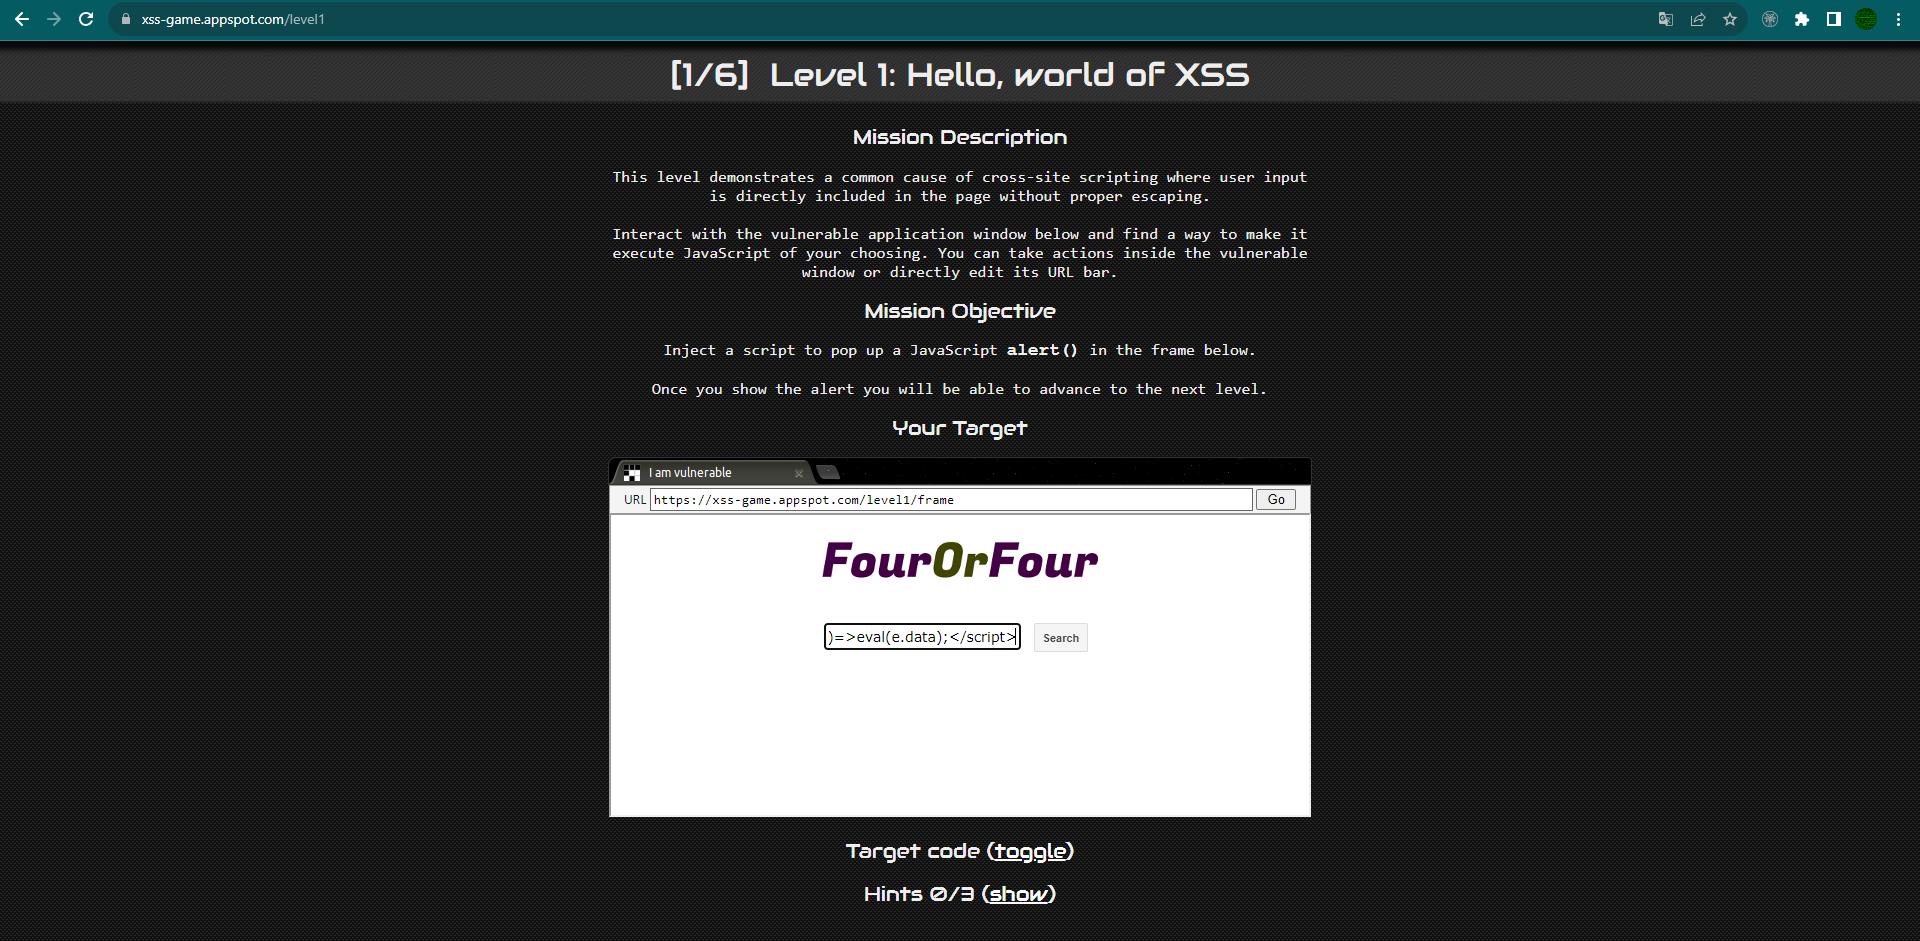 xss-game.appspot.com/level1
[1/6] Level 1: Hello, world of XSS
Mission Description
This level demonstrates a common cause of cross-site scripting where user input
is directly included in the page without proper escaping.
Interact with the vulnerable application window below and find a way to make it
execute JavaScript of your choosing. You can take actions inside the vulnerable
window or directly edit its URL bar.
Mission Objective
Inject a script to pop up a JavaScript alert() in the frame below.
Once you show the alert you will be able to advance to the next level.
Your Target
I am vulnerable
URL https://xss-game.appspot.com/level1/frame Go
FourOrFour
)=>eval(e.data);</script> Search
Target code (toggle)
Hints 0/3 (show)